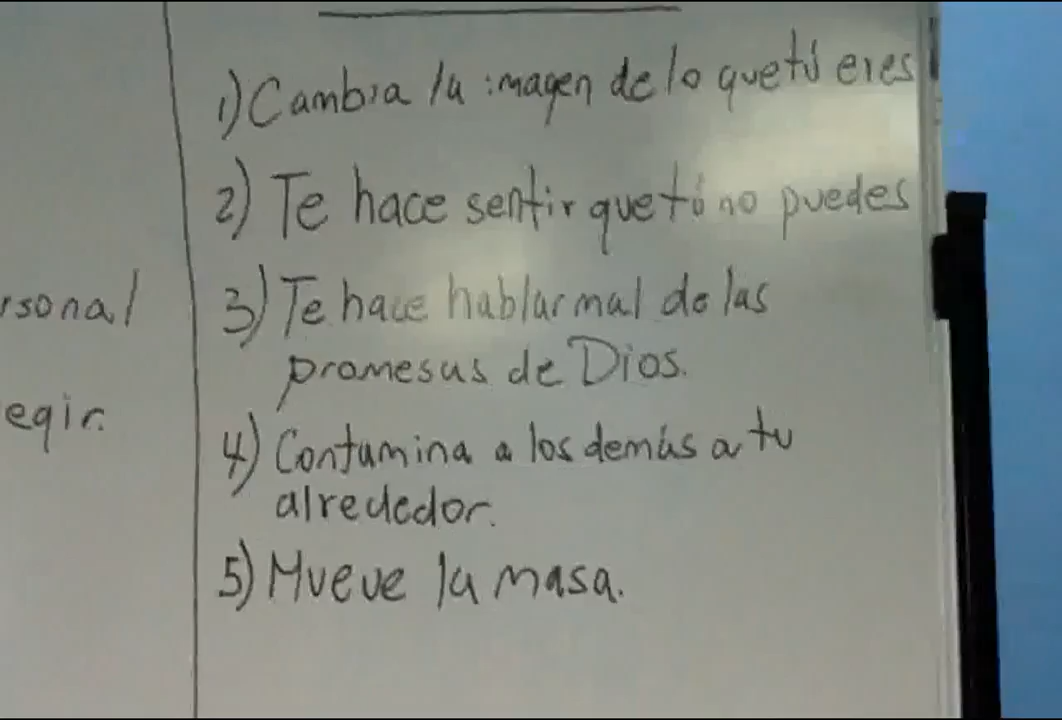 1) Cambia la imagen de lo que tú eres
2) Te hace sentir que tú no puedes
3) Te hace hablar mal de las
promesas de Dios.
4) Contamina a los demás a tu
alrededor.
5) Mueve la masa.
rsonal
egir.